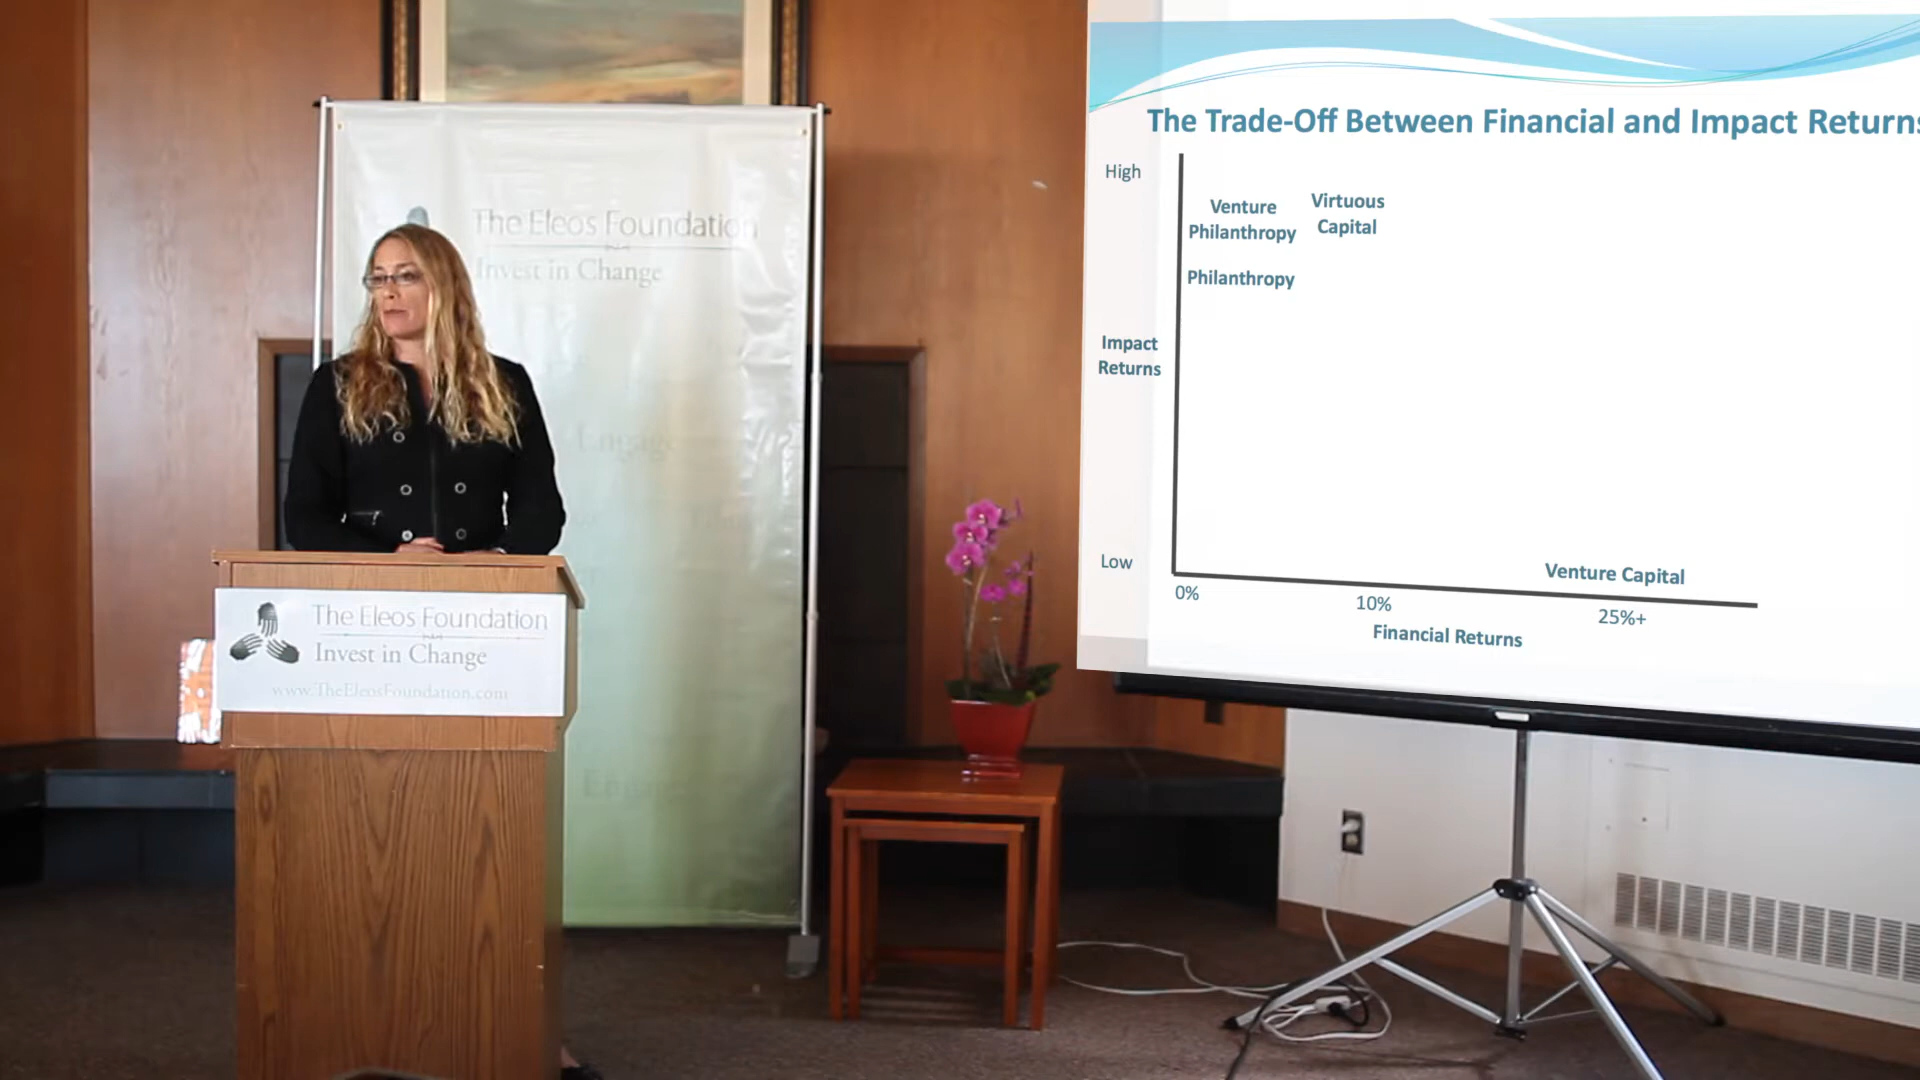 The Eleos Foundation
Invest in Change
Engage
The Eleos Foundation
Invest in Change
www.TheEleosFoundation.com
The Trade-Off Between Financial and Impact Returns
High
Venture
Philanthropy
Virtuous
Capital
Philanthropy
Impact
Returns
Low
Venture Capital
0%
10%
25%+
Financial Returns